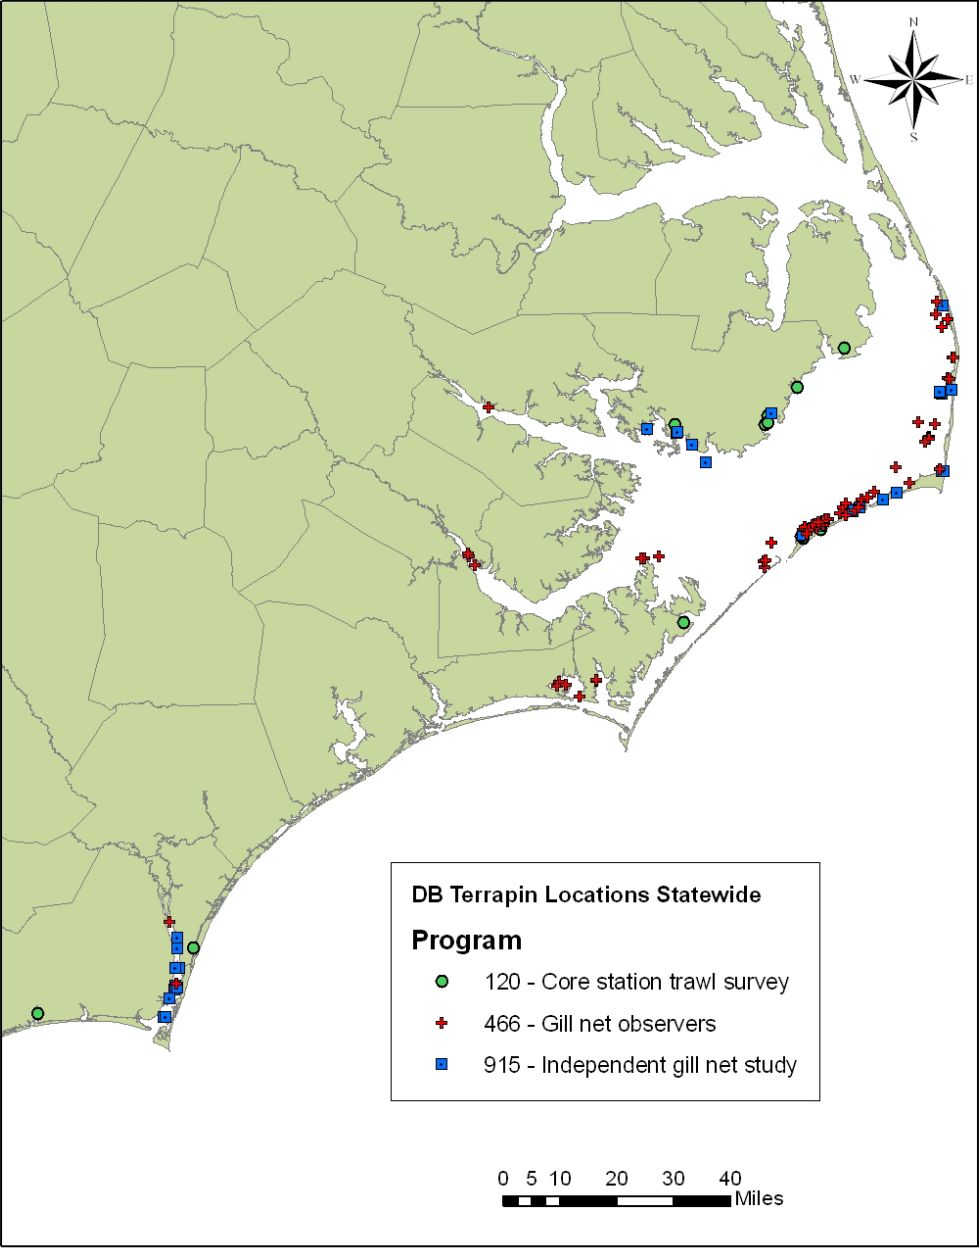 N
W E
S
DB Terrapin Locations Statewide
Program
120 - Core station trawl survey
466 - Gill net observers
915 - Independent gill net study
0 5 10 20 30 40
Miles